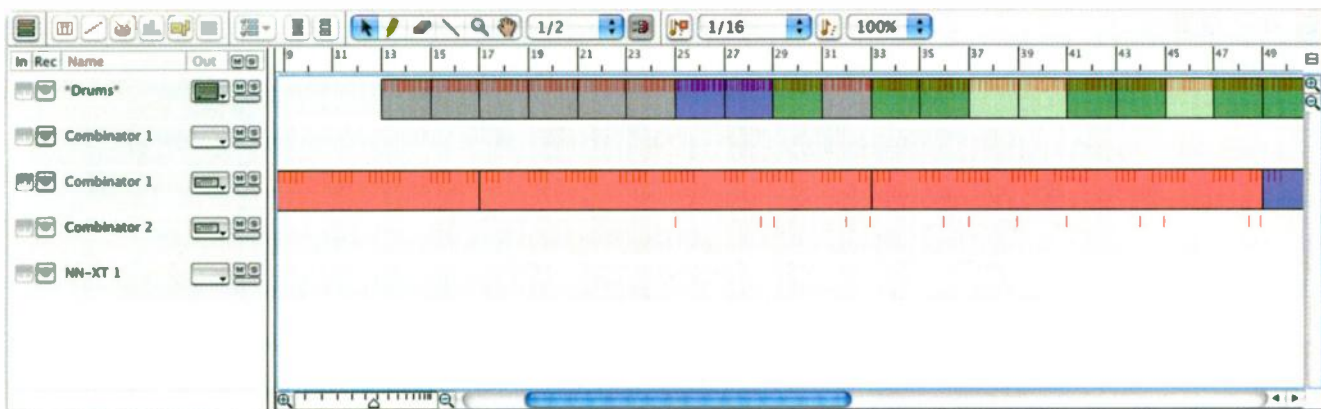 1/2 1/16 100%
In Rec Name Out M S 9 11 13 15 17 19 21 23 25 27 29 31 33 35 37 39 41 43 45 47 49
*Drums* M S
Combinator 1 M S
Combinator 1 M S
Combinator 2 M S
NN-XT 1 M S